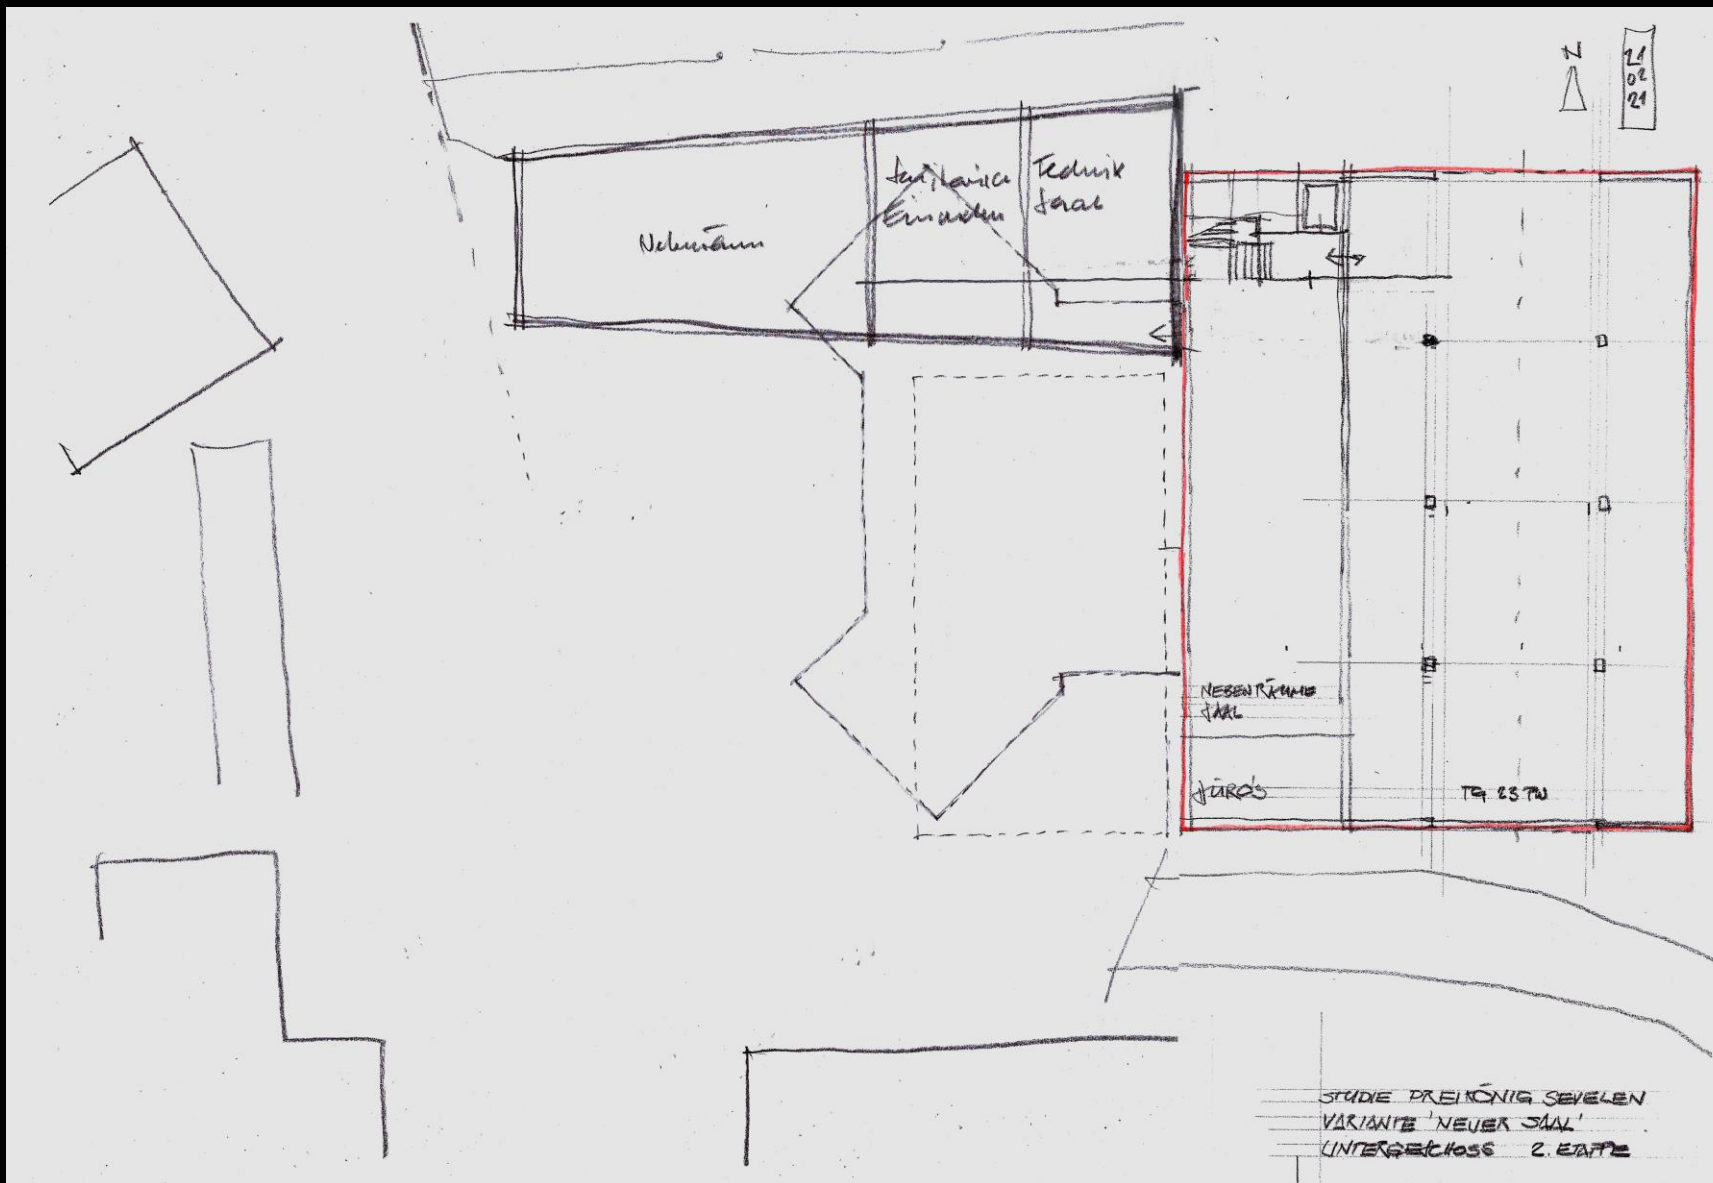 N
21
02
21
Nebenräume
Technik
Saal
NEBENRÄUME
SAAL
BÜROS
TG 23 PW
STUDIE DREIKÖNIG SEVELEN
VARIANTE 'NEUER SAAL'
UNTERGESCHOSS 2. ETAPPE